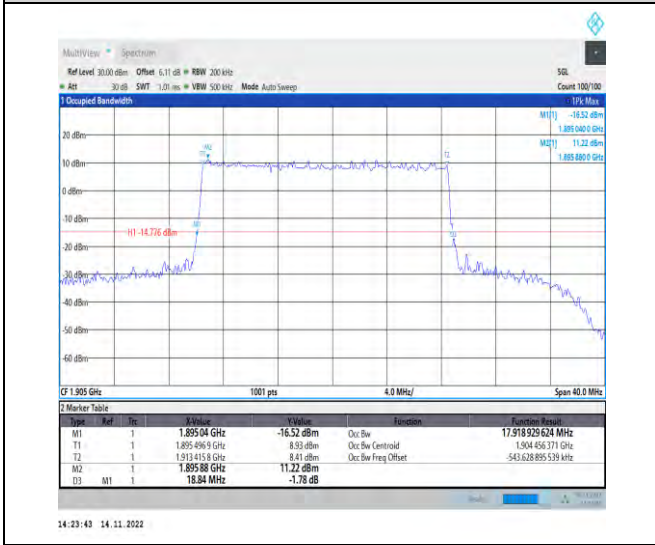 MultiView Spectrum
Ref Level 30.00 dBm Offset 6.11 dB RBW 200 kHz SGL
Att 30 dB SWT 1.01 ms VBW 500 kHz Mode Auto Sweep Count 100/100
1 Occupied Bandwidth 1Pk Max
M1[1] -16.52 dBm
1.895 040 0 GHz
M2[1] 11.22 dBm
1.895 880 0 GHz
20 dBm
M2
T1 T2
10 dBm
0 dBm
-10 dBm
M1
H1 -14.776 dBm
D3
-20 dBm
-30 dBm
-40 dBm
-50 dBm
-60 dBm
CF 1.905 GHz 1001 pts 4.0 MHz/ Span 40.0 MHz
2 Marker Table
Type Ref Trc X-Value Y-Value Function Function Result
M1 1 1.895 04 GHz -16.52 dBm Occ Bw 17.918 929 624 MHz
T1 1 1.895 496 9 GHz 8.93 dBm Occ Bw Centroid 1.904 456 371 GHz
T2 1 1.913 415 8 GHz 8.41 dBm Occ Bw Freq Offset -543.628 895 539 kHz
M2 1 1.895 88 GHz 11.22 dBm
D3 M1 1 18.84 MHz -1.78 dB
14:23:43 14.11.2022